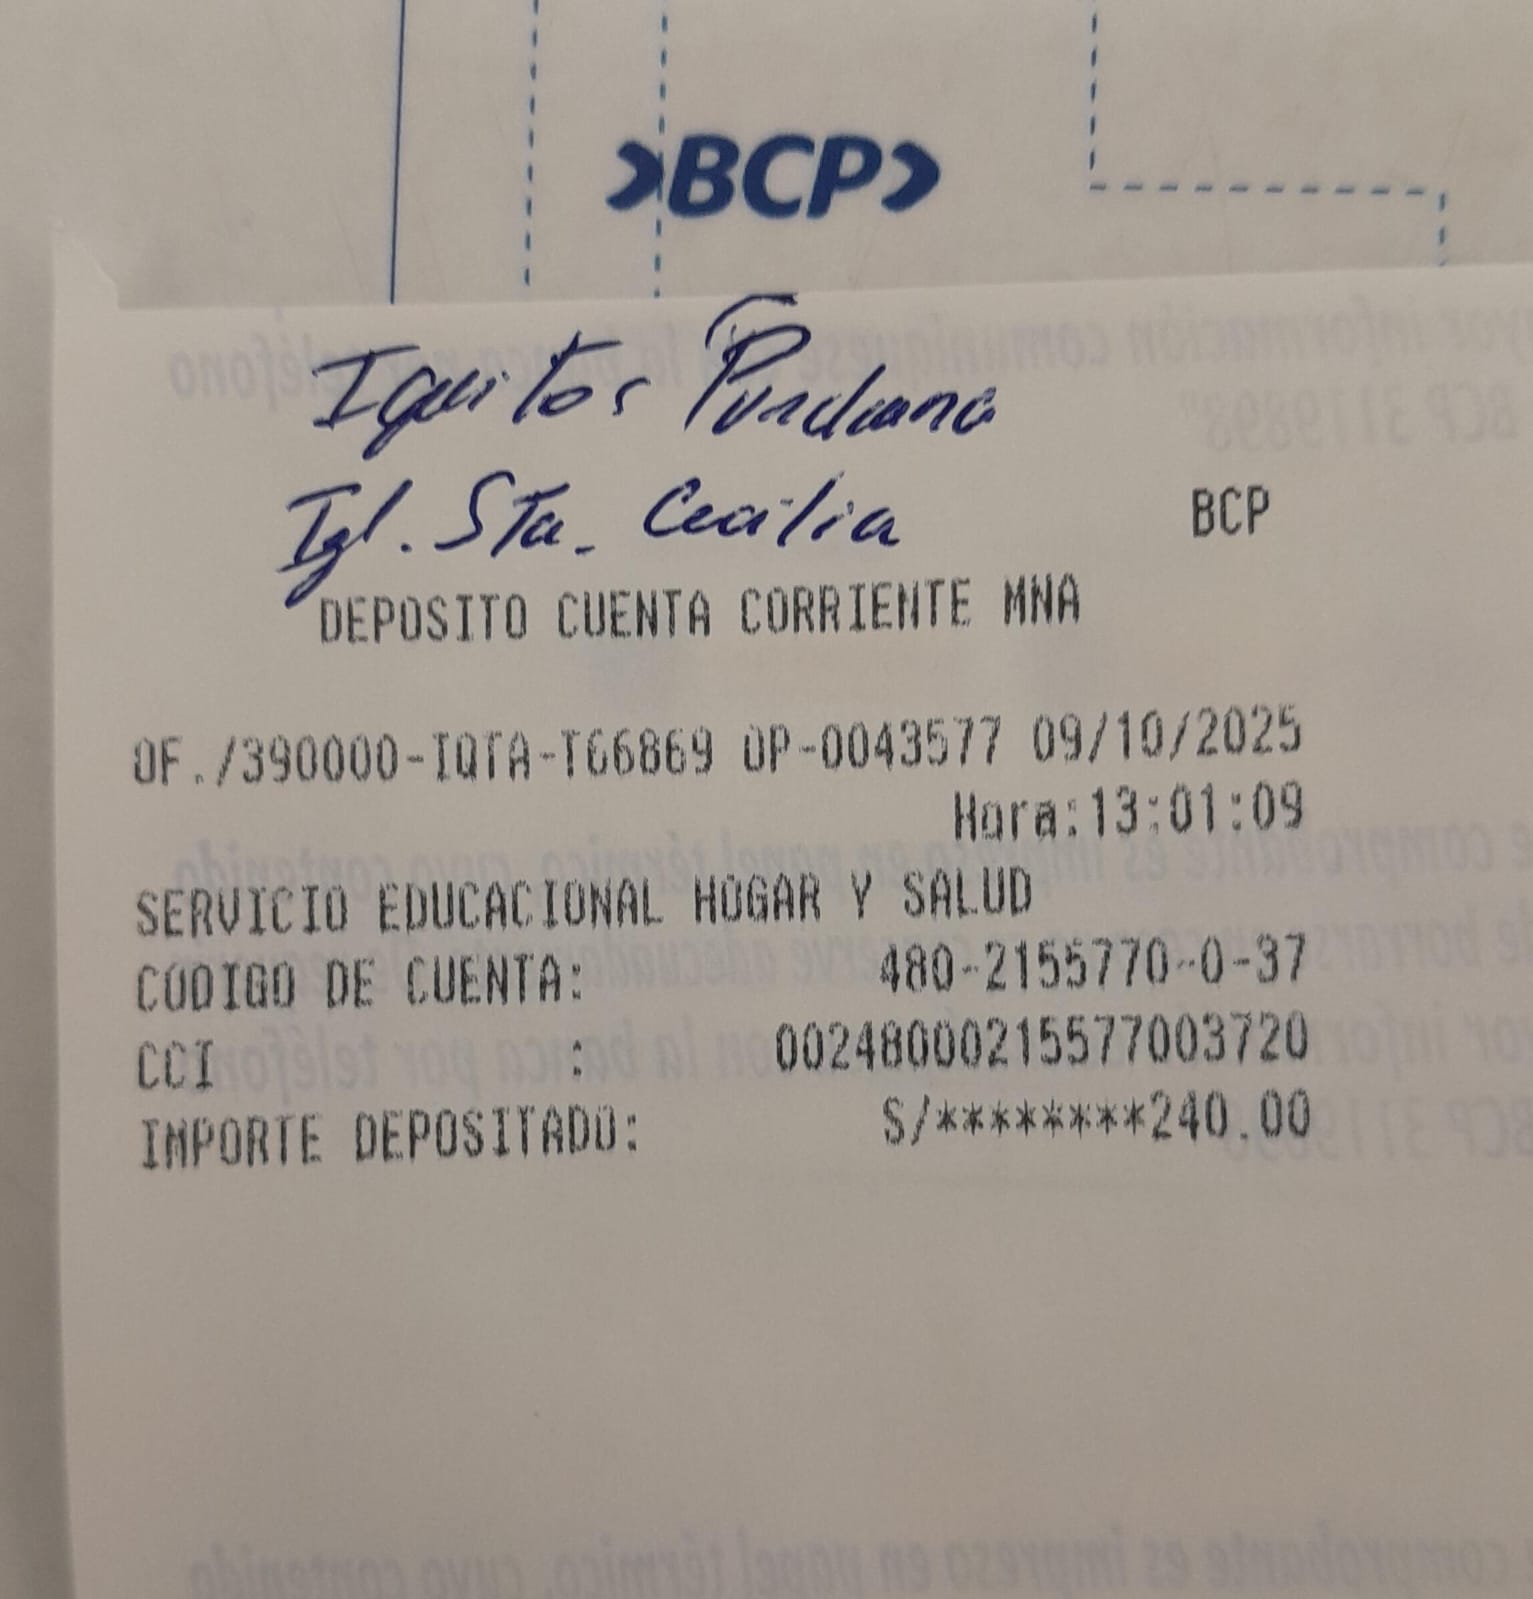 >BCP>
Iquitos Punchana
Igl. Sta. Cecilia
BCP
DEPOSITO CUENTA CORRIENTE MNA
OF./390000-IQTA-T66869 OP-0043577 09/10/2025
Hora:13:01:09
SERVICIO EDUCACIONAL HOGAR Y SALUD
CODIGO DE CUENTA: 480-2155770-0-37
CCI : 00248000215577003720
IMPORTE DEPOSITADO: S/********240.00